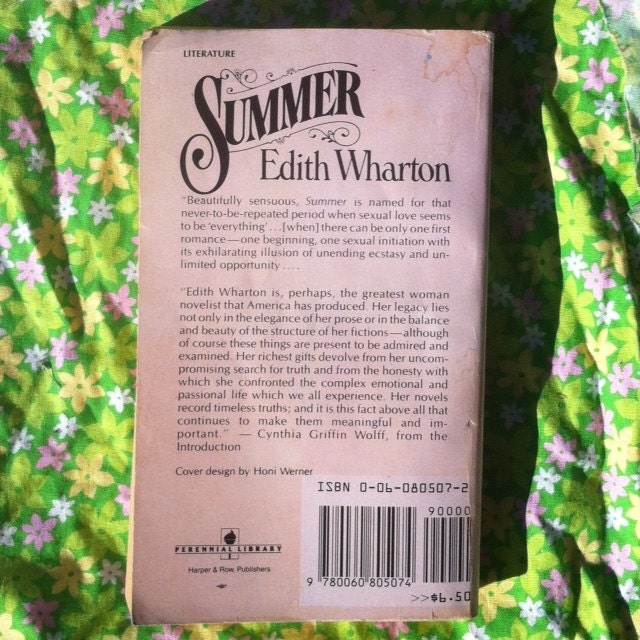 LITERATURE
SUMMER
Edith Wharton
"Beautifully sensuous, Summer is named for that
never-to-be-repeated period when sexual love seems
to be 'everything'...[when] there can be only one first
romance—one beginning, one sexual initiation with
its exhilarating illusion of unending ecstasy and un-
limited opportunity....
"Edith Wharton is, perhaps, the greatest woman
novelist that America has produced. Her legacy lies
not only in the elegance of her prose or in the balance
and beauty of the structure of her fictions—although
of course these things are present to be admired and
examined. Her richest gifts devolve from her uncom-
promising search for truth and from the honesty with
which she confronted the complex emotional and
passional life which we all experience. Her novels
record timeless truths; and it is this fact above all that
continues to make them meaningful and im-
portant." — Cynthia Griffin Wolff, from the
Introduction
Cover design by Honi Werner
ISBN 0-06-080507-2
90000
9 780060 805074
>>$6.50
PERENNIAL LIBRARY
Harper & Row, Publishers